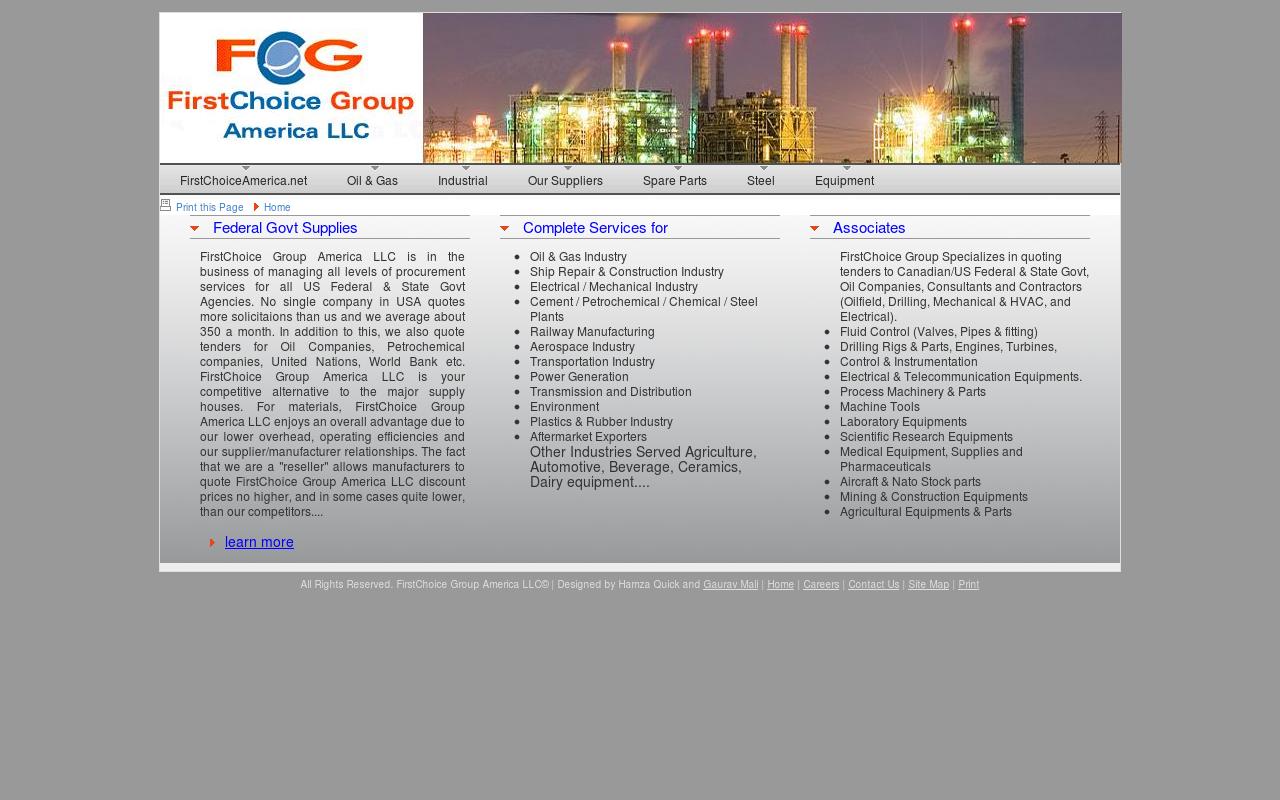 FCG
FirstChoice Group
America LLC
FirstChoiceAmerica.net Oil & Gas Industrial Our Suppliers Spare Parts Steel Equipment
Print this Page Home
Federal Govt Supplies
FirstChoice Group America LLC is in the
business of managing all levels of procurement
services for all US Federal & State Govt
Agencies. No single company in USA quotes
more solicitaions than us and we average about
350 a month. In addition to this, we also quote
tenders for Oil Companies, Petrochemical
companies, United Nations, World Bank etc.
FirstChoice Group America LLC is your
competitive alternative to the major supply
houses. For materials, FirstChoice Group
America LLC enjoys an overall advantage due to
our lower overhead, operating efficiencies and
our supplier/manufacturer relationships. The fact
that we are a "reseller" allows manufacturers to
quote FirstChoice Group America LLC discount
prices no higher, and in some cases quite lower,
than our competitors....
learn more
Complete Services for
Oil & Gas Industry
Ship Repair & Construction Industry
Electrical / Mechanical Industry
Cement / Petrochemical / Chemical / Steel
Plants
Railway Manufacturing
Aerospace Industry
Transportation Industry
Power Generation
Transmission and Distribution
Environment
Plastics & Rubber Industry
Aftermarket Exporters
Other Industries Served Agriculture,
Automotive, Beverage, Ceramics,
Dairy equipment....
Associates
FirstChoice Group Specializes in quoting
tenders to Canadian/US Federal & State Govt,
Oil Companies, Consultants and Contractors
(Oilfield, Drilling, Mechanical & HVAC, and
Electrical).
Fluid Control (Valves, Pipes & fitting)
Drilling Rigs & Parts, Engines, Turbines,
Control & Instrumentation
Electrical & Telecommunication Equipments.
Process Machinery & Parts
Machine Tools
Laboratory Equipments
Scientific Research Equipments
Medical Equipment, Supplies and
Pharmaceuticals
Aircraft & Nato Stock parts
Mining & Construction Equipments
Agricultural Equipments & Parts
All Rights Reserved. FirstChoice Group America LLC© | Designed by Hamza Quick and Gaurav Mali | Home | Careers | Contact Us | Site Map | Print